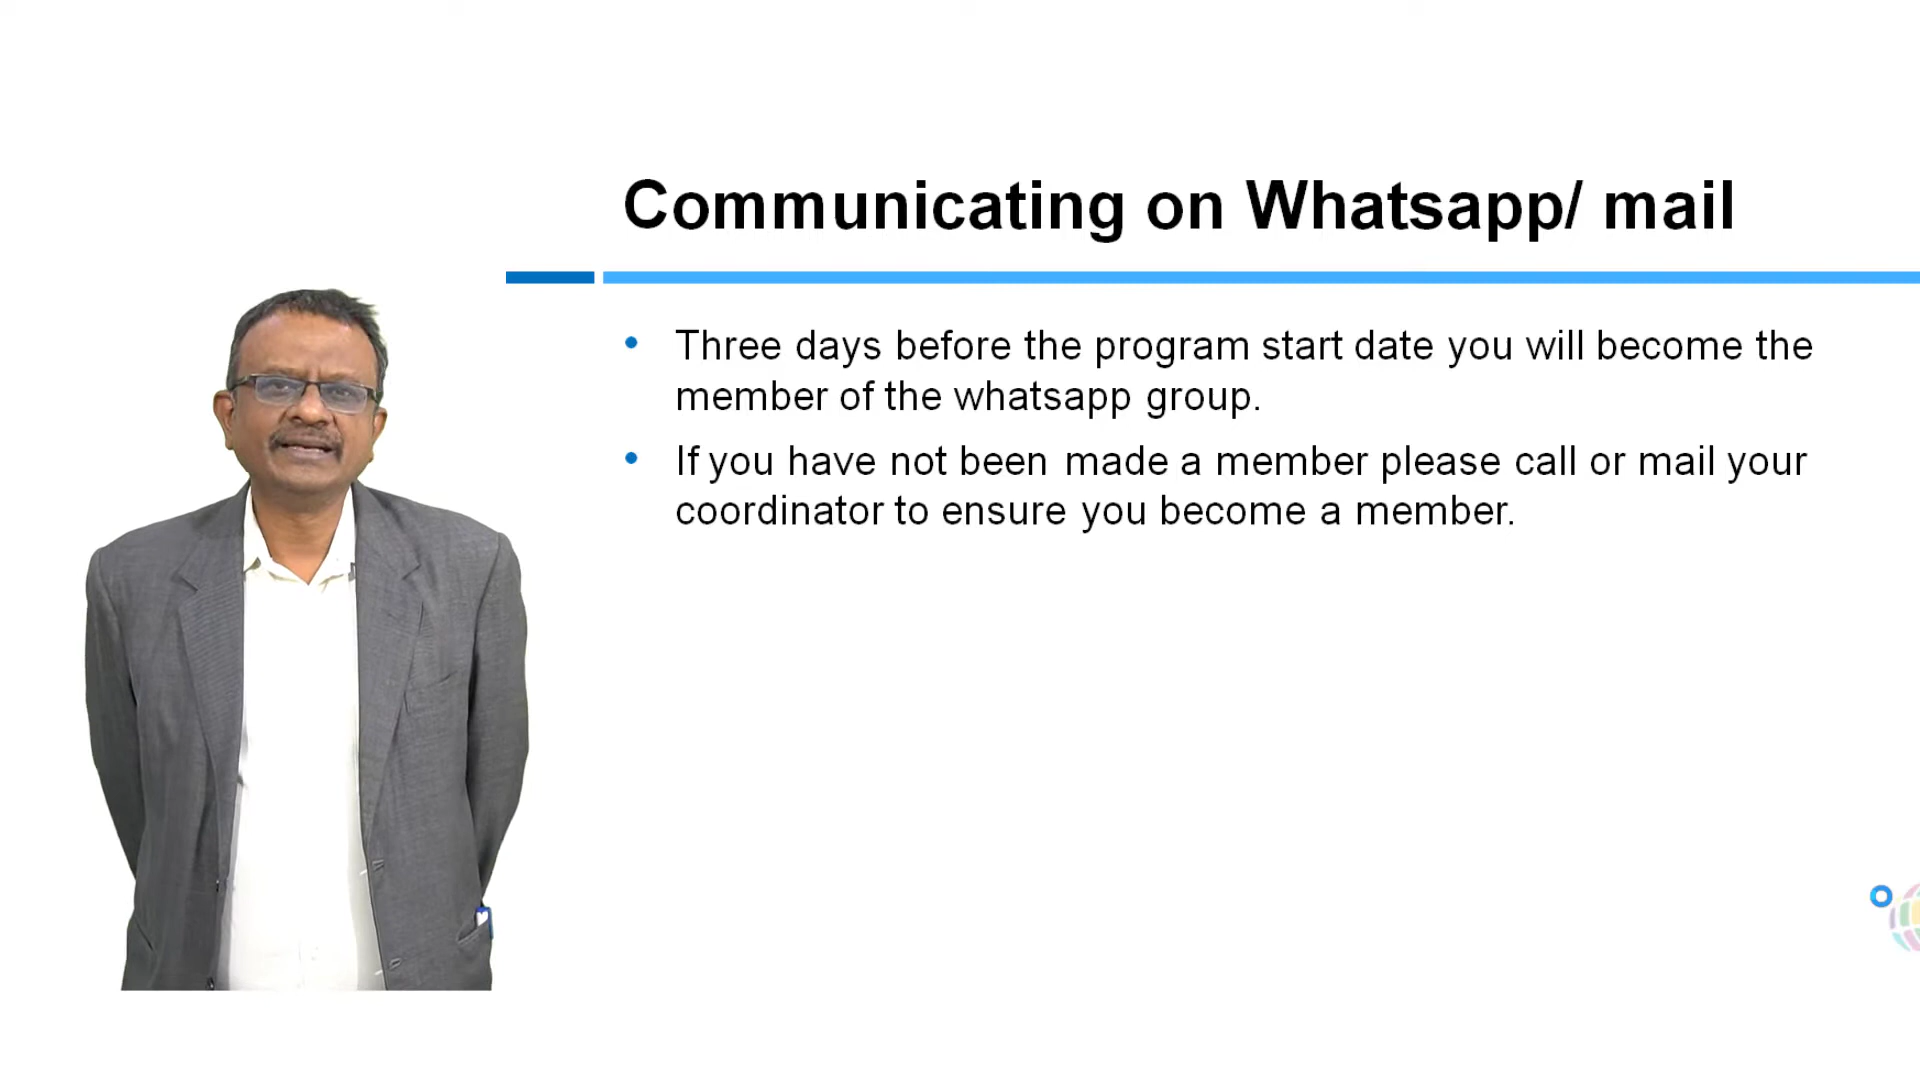 Communicating on Whatsapp/ mail
• Three days before the program start date you will become the
member of the whatsapp group.
• If you have not been made a member please call or mail your
coordinator to ensure you become a member.